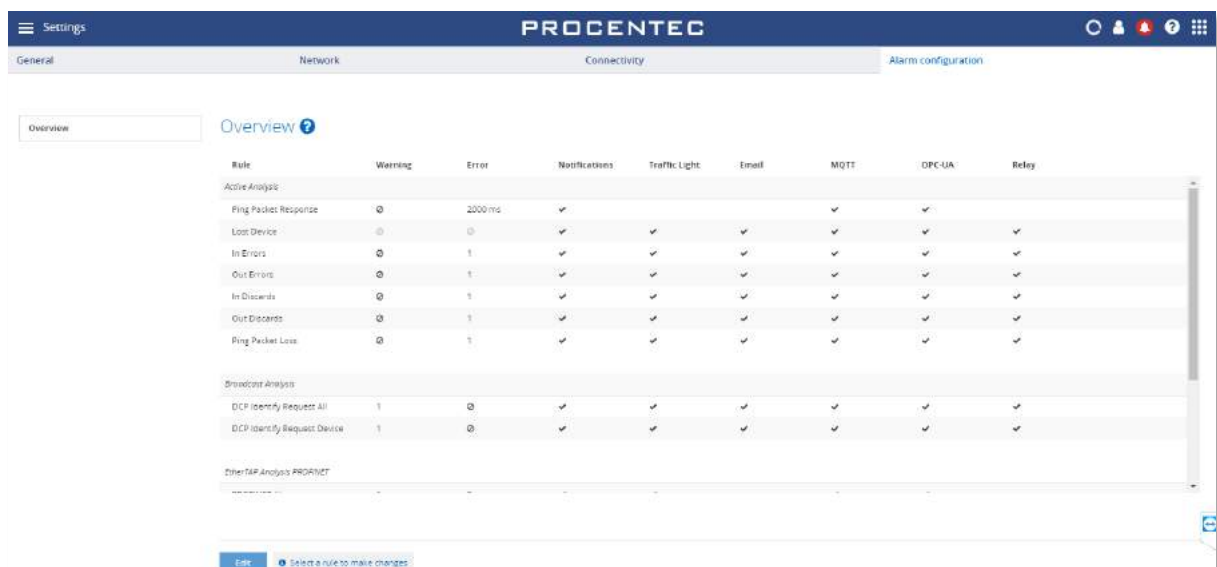 Settings
PROCENTEC
General Network Connectivity Alarm configuration
Overview
Overview
Rule Warning Error Notifications Traffic Light Email MQTT OPC-UA Relay
Active Analysis
Ping Packet Response 2000 ms
Lost Device
In Errors 1
Out Errors 1
In Discards 1
Out Discards 1
Ping Packet Loss 1
Broadcast Analysis
DCP Identify Request All 1
DCP Identify Request Device 1
EtherTAP Analysis PROFINET
Edit Select a rule to make changes